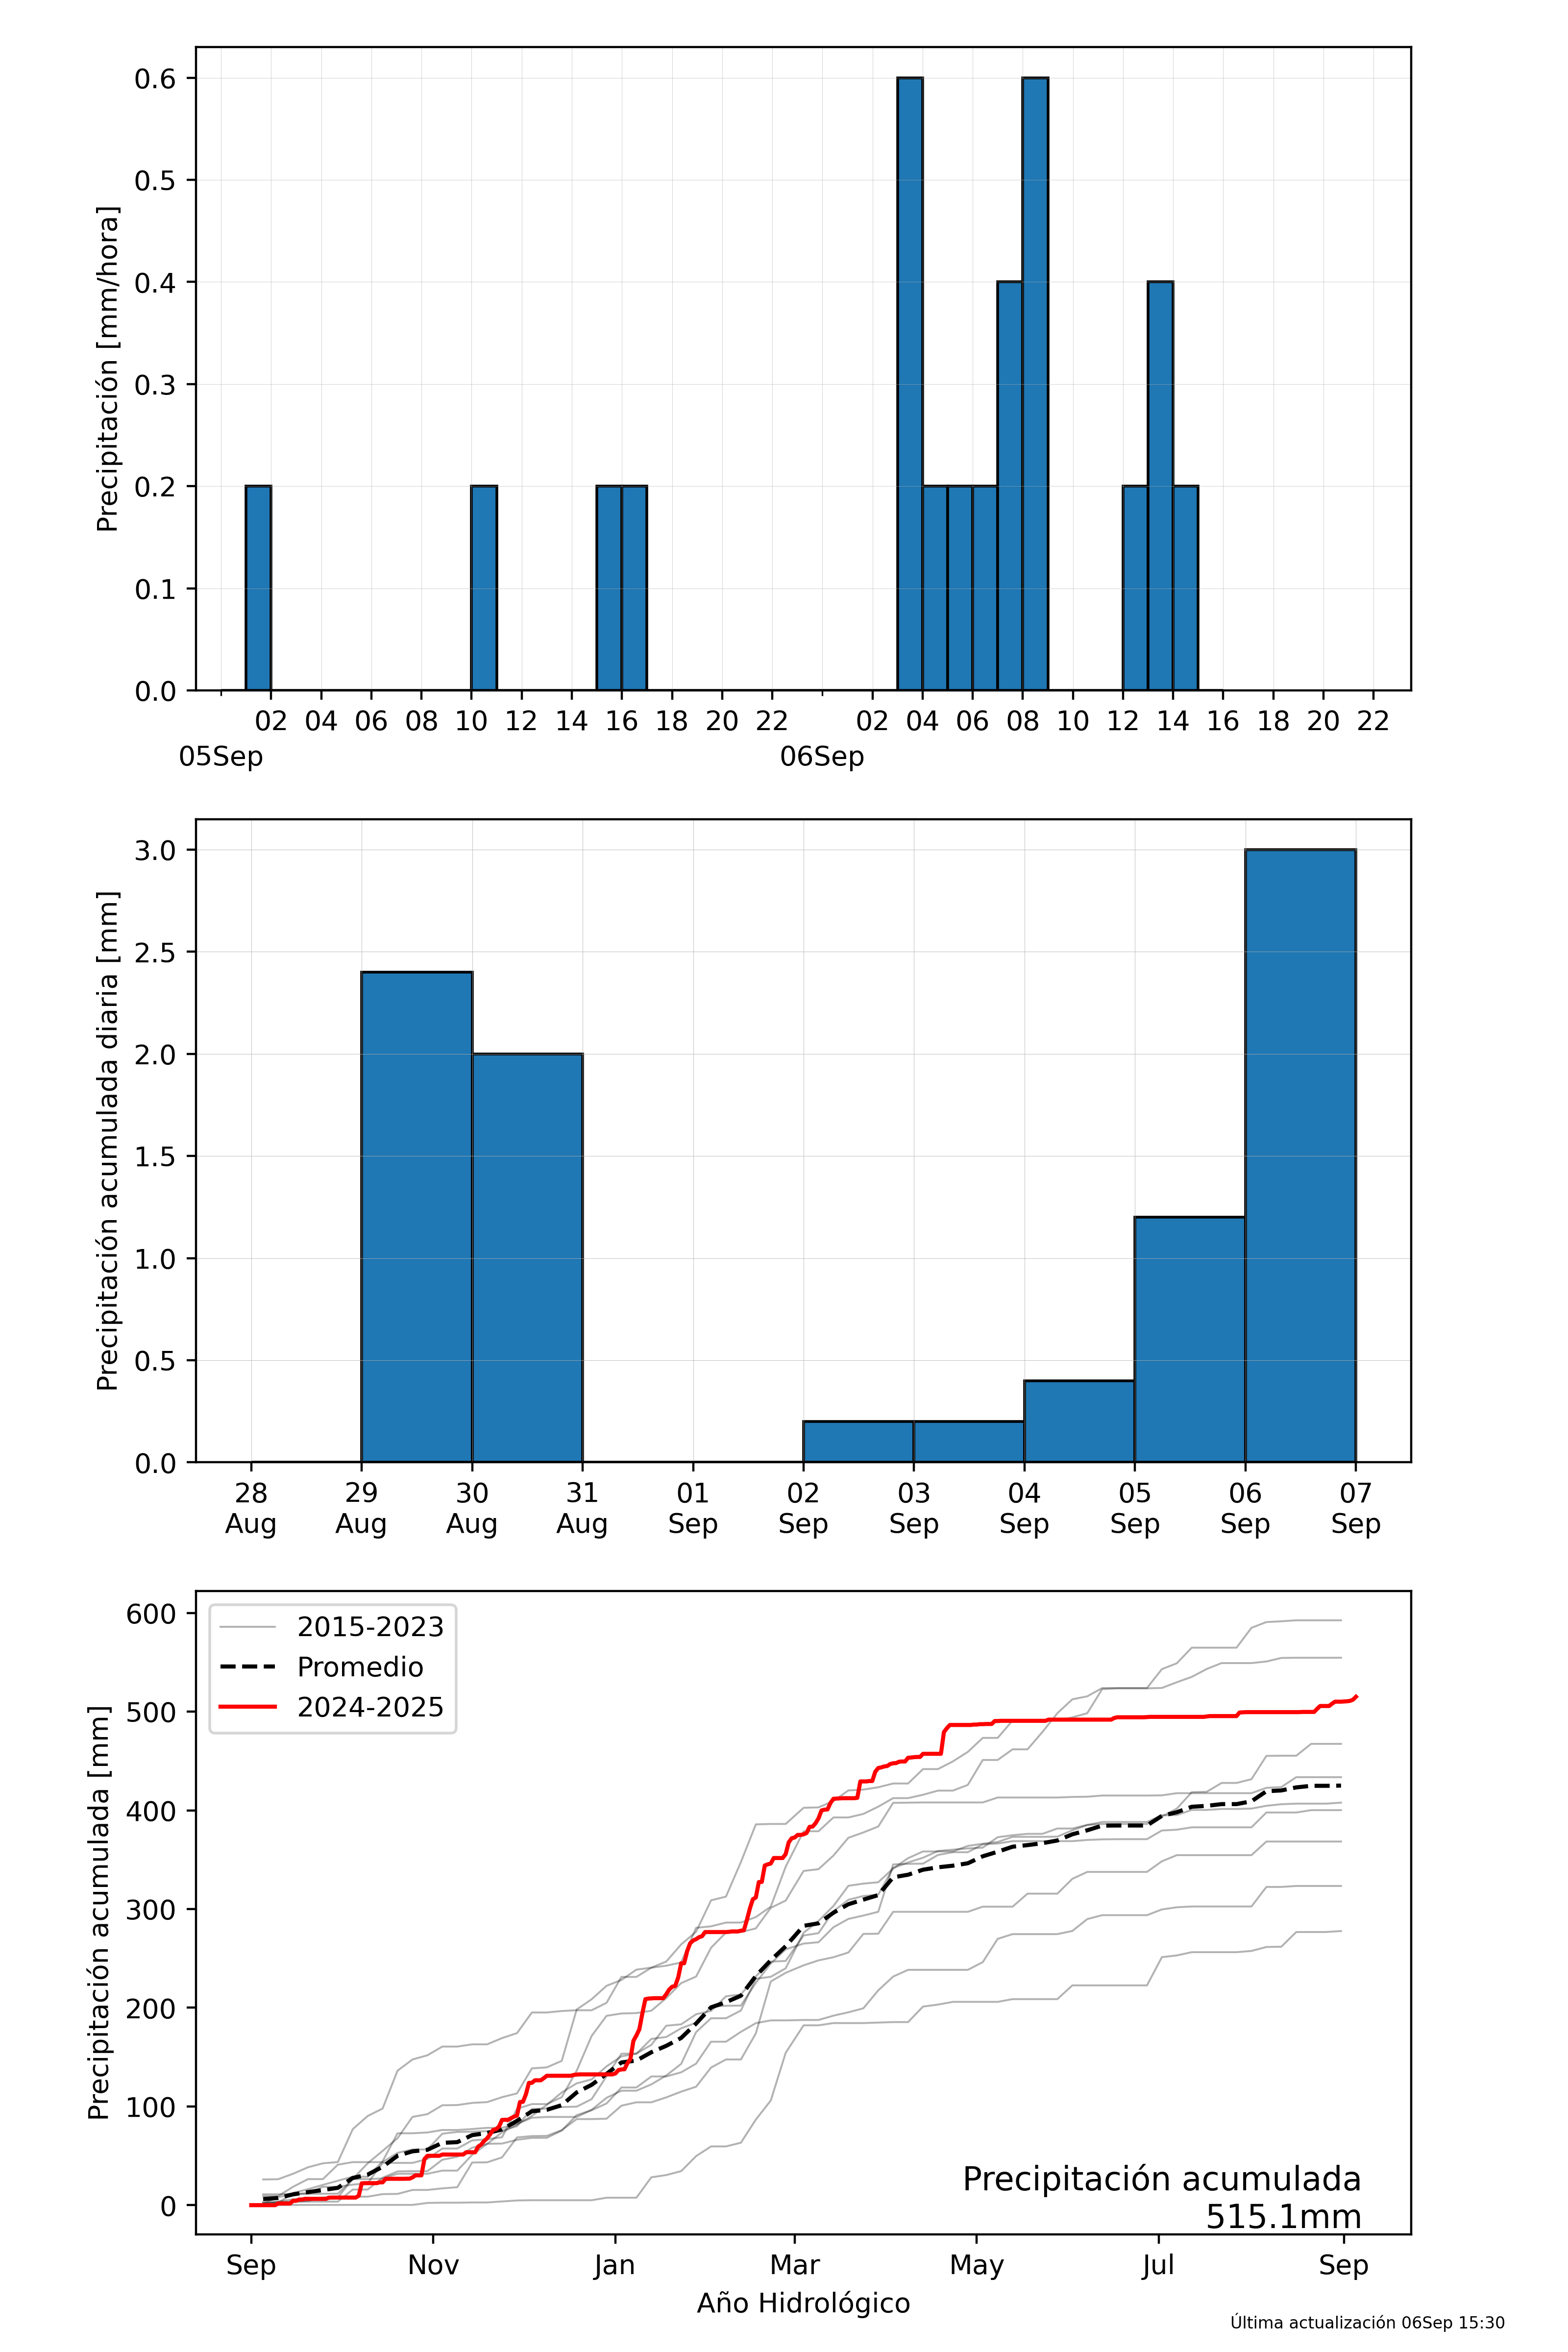 Precipitación [mm/hora]
0.6
0.5
0.4
0.3
0.2
0.1
0.0
02 04 06 08 10 12 14 16 18 20 22 02 04 06 08 10 12 14 16 18 20 22
05Sep 06Sep
Precipitación acumulada diaria [mm]
3.0
2.5
2.0
1.5
1.0
0.5
0.0
28 29 30 31 01 02 03 04 05 06 07
Aug Aug Aug Aug Sep Sep Sep Sep Sep Sep Sep
Precipitación acumulada [mm]
600
500
400
300
200
100
0
2015-2023
Promedio
2024-2025
Precipitación acumulada
515.1mm
Sep Nov Jan Mar May Jul Sep
Año Hidrológico
Última actualización 06Sep 15:30